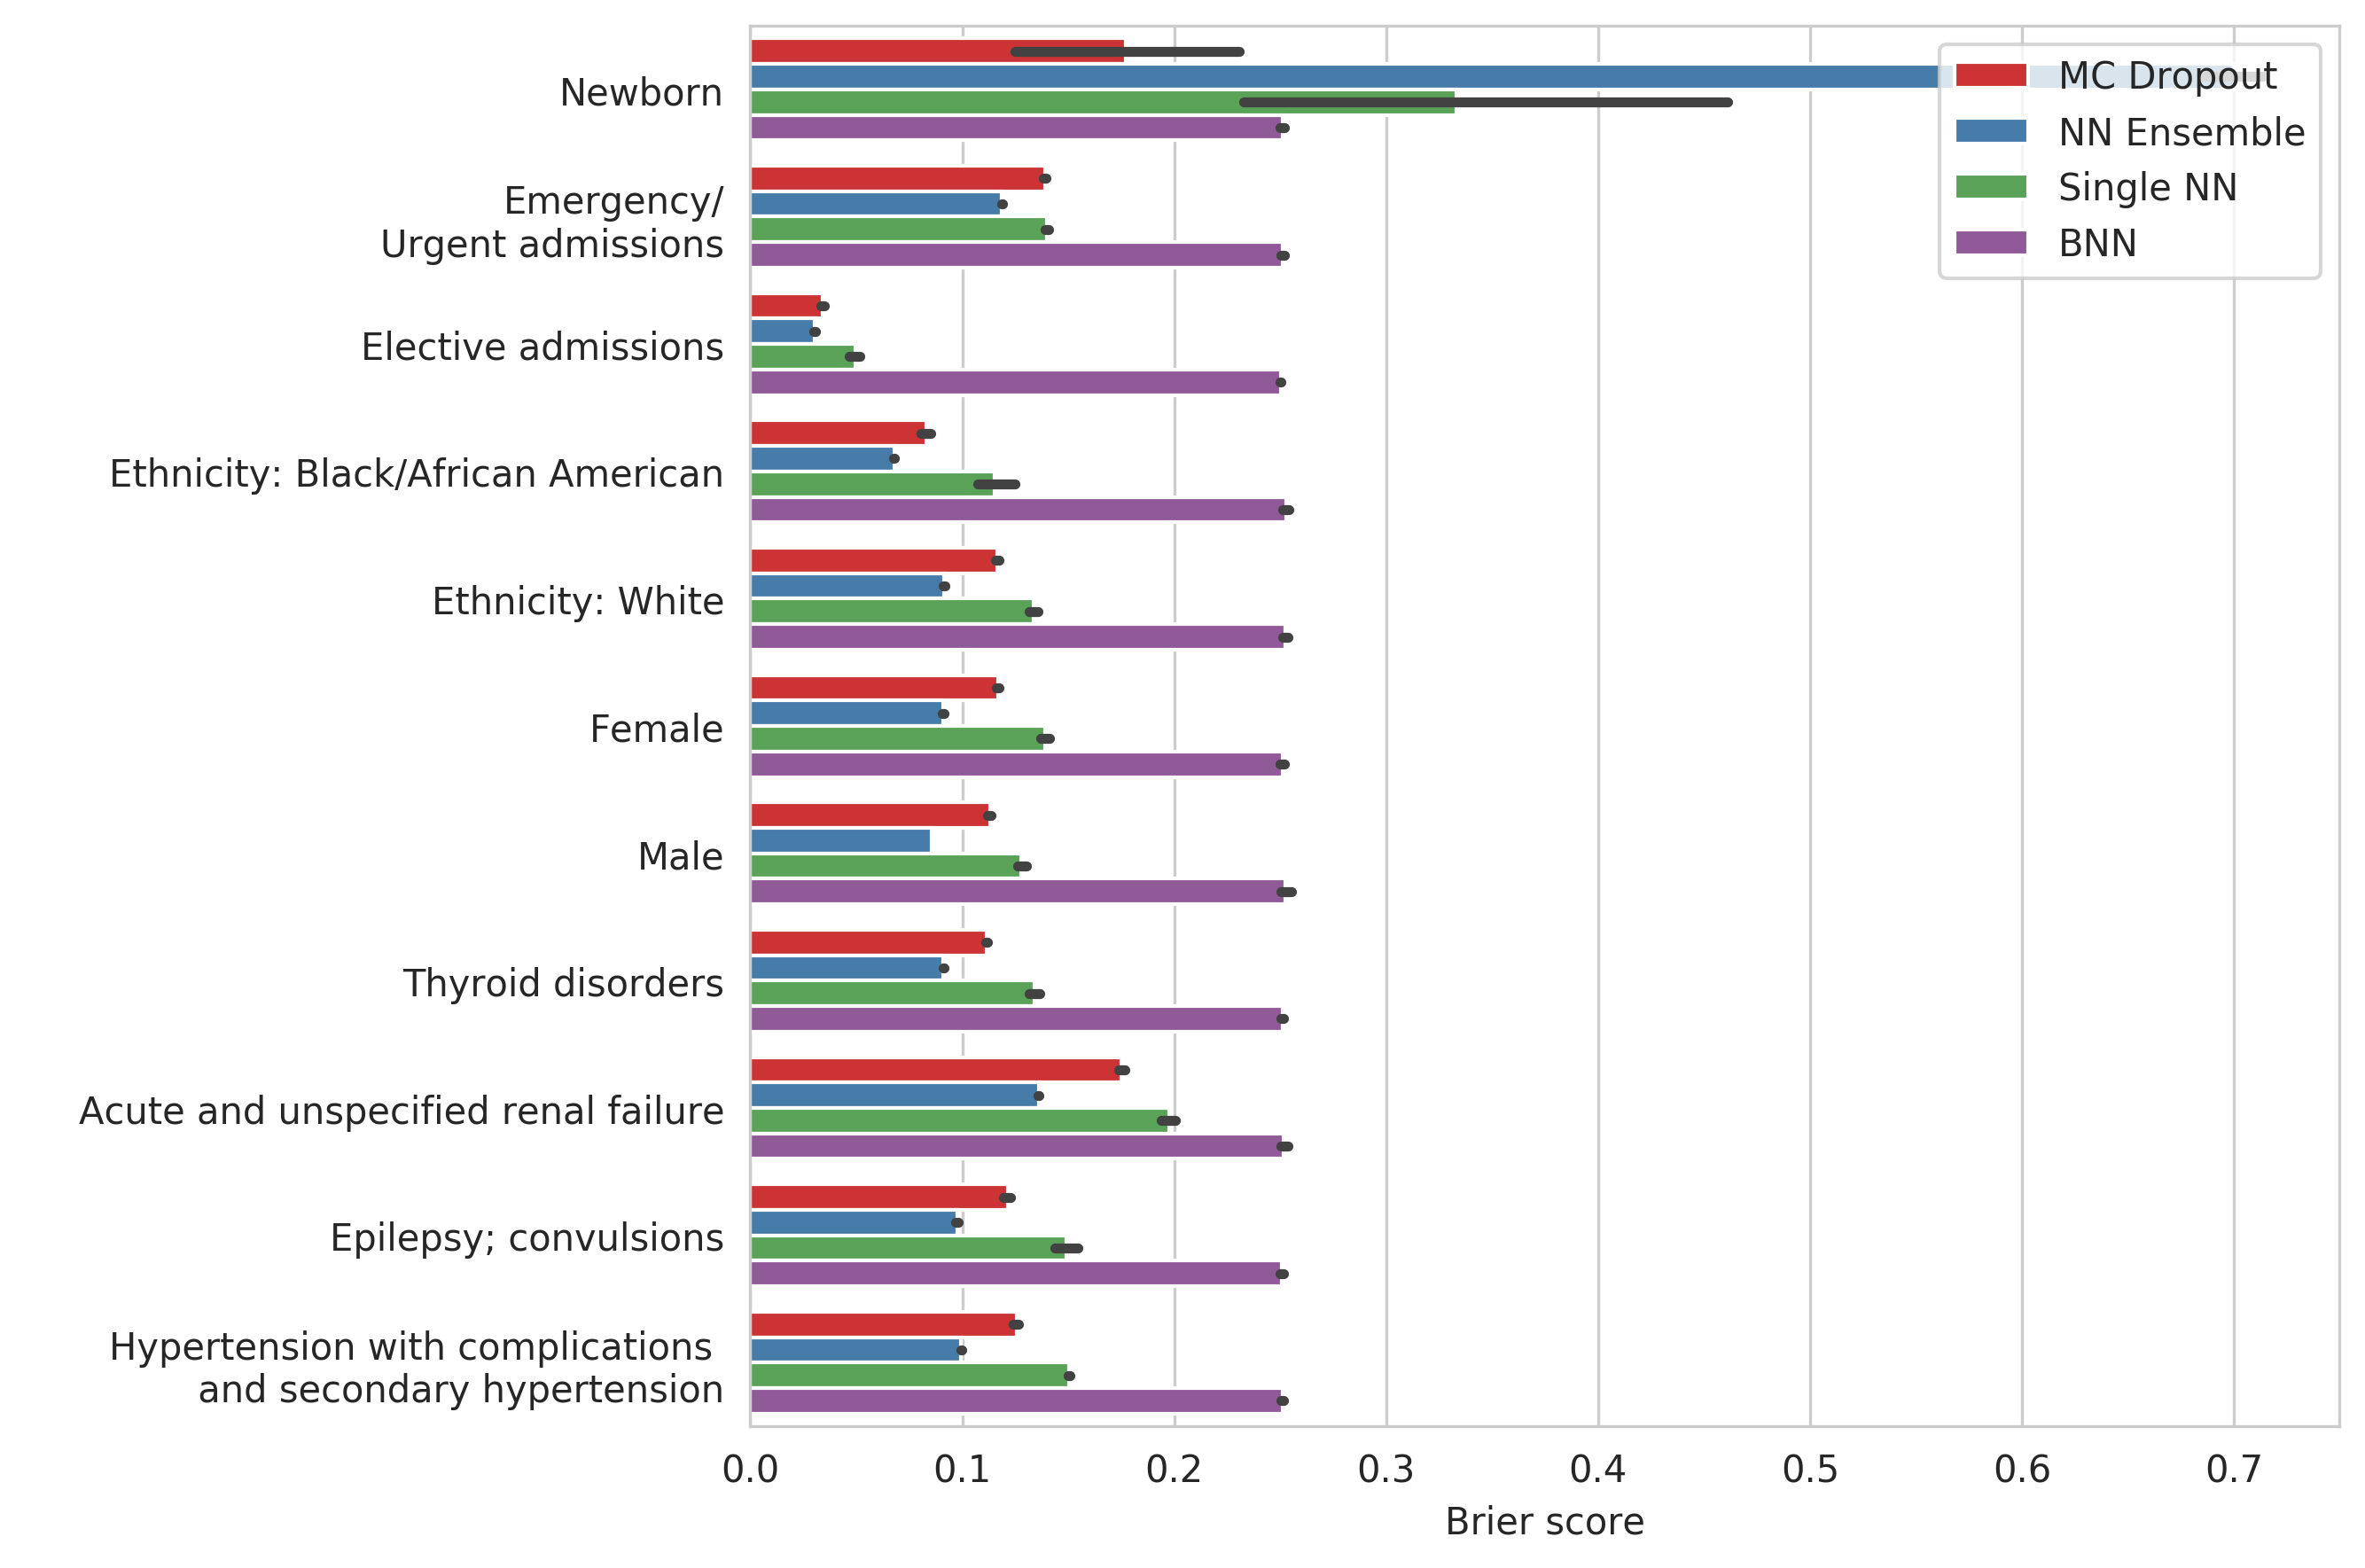 Newborn
Emergency/
Urgent admissions
Elective admissions
Ethnicity: Black/African American
Ethnicity: White
Female
Male
Thyroid disorders
Acute and unspecified renal failure
Epilepsy; convulsions
Hypertension with complications
and secondary hypertension
MC Dropout
NN Ensemble
Single NN
BNN
0.0 0.1 0.2 0.3 0.4 0.5 0.6 0.7
Brier score